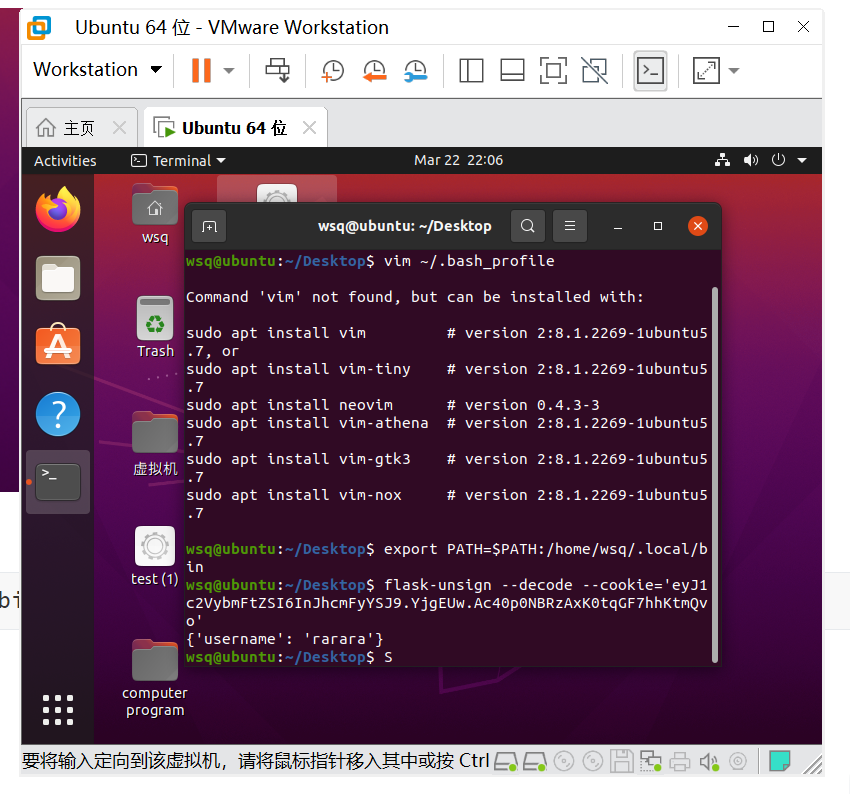 Ubuntu 64 位 - VMware Workstation
Workstation
主页
Ubuntu 64 位
Activities
Terminal
Mar 22 22:06
wsq
Trash
虚拟机
test (1)
computer
program
wsq@ubuntu: ~/Desktop
wsq@ubuntu:~/Desktop$ vim ~/.bash_profile
Command 'vim' not found, but can be installed with:
sudo apt install vim         # version 2:8.1.2269-1ubuntu5
.7, or
sudo apt install vim-tiny    # version 2:8.1.2269-1ubuntu5
.7
sudo apt install neovim      # version 0.4.3-3
sudo apt install vim-athena  # version 2:8.1.2269-1ubuntu5
.7
sudo apt install vim-gtk3    # version 2:8.1.2269-1ubuntu5
.7
sudo apt install vim-nox     # version 2:8.1.2269-1ubuntu5
.7
wsq@ubuntu:~/Desktop$ export PATH=$PATH:/home/wsq/.local/b
in
wsq@ubuntu:~/Desktop$ flask-unsign --decode --cookie='eyJ1
c2VybmFtZSI6InJhcmFyYSJ9.YjgEUw.Ac40p0NBRzAxK0tqGF7hhKtmQv
o'
{'username': 'rarara'}
wsq@ubuntu:~/Desktop$ S
bi
要将输入定向到该虚拟机，请将鼠标指针移入其中或按 Ctrl